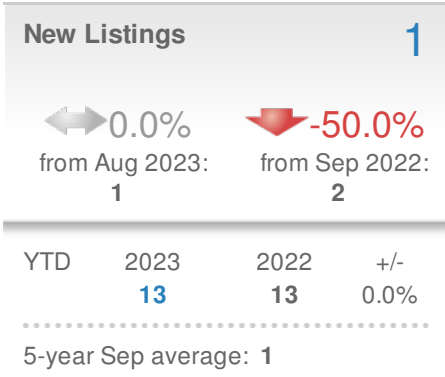 New Listings 1
0.0% -50.0%
from Aug 2023: from Sep 2022:
1 2
YTD 2023 2022 +/-
13 13 0.0%
5-year Sep average: 1